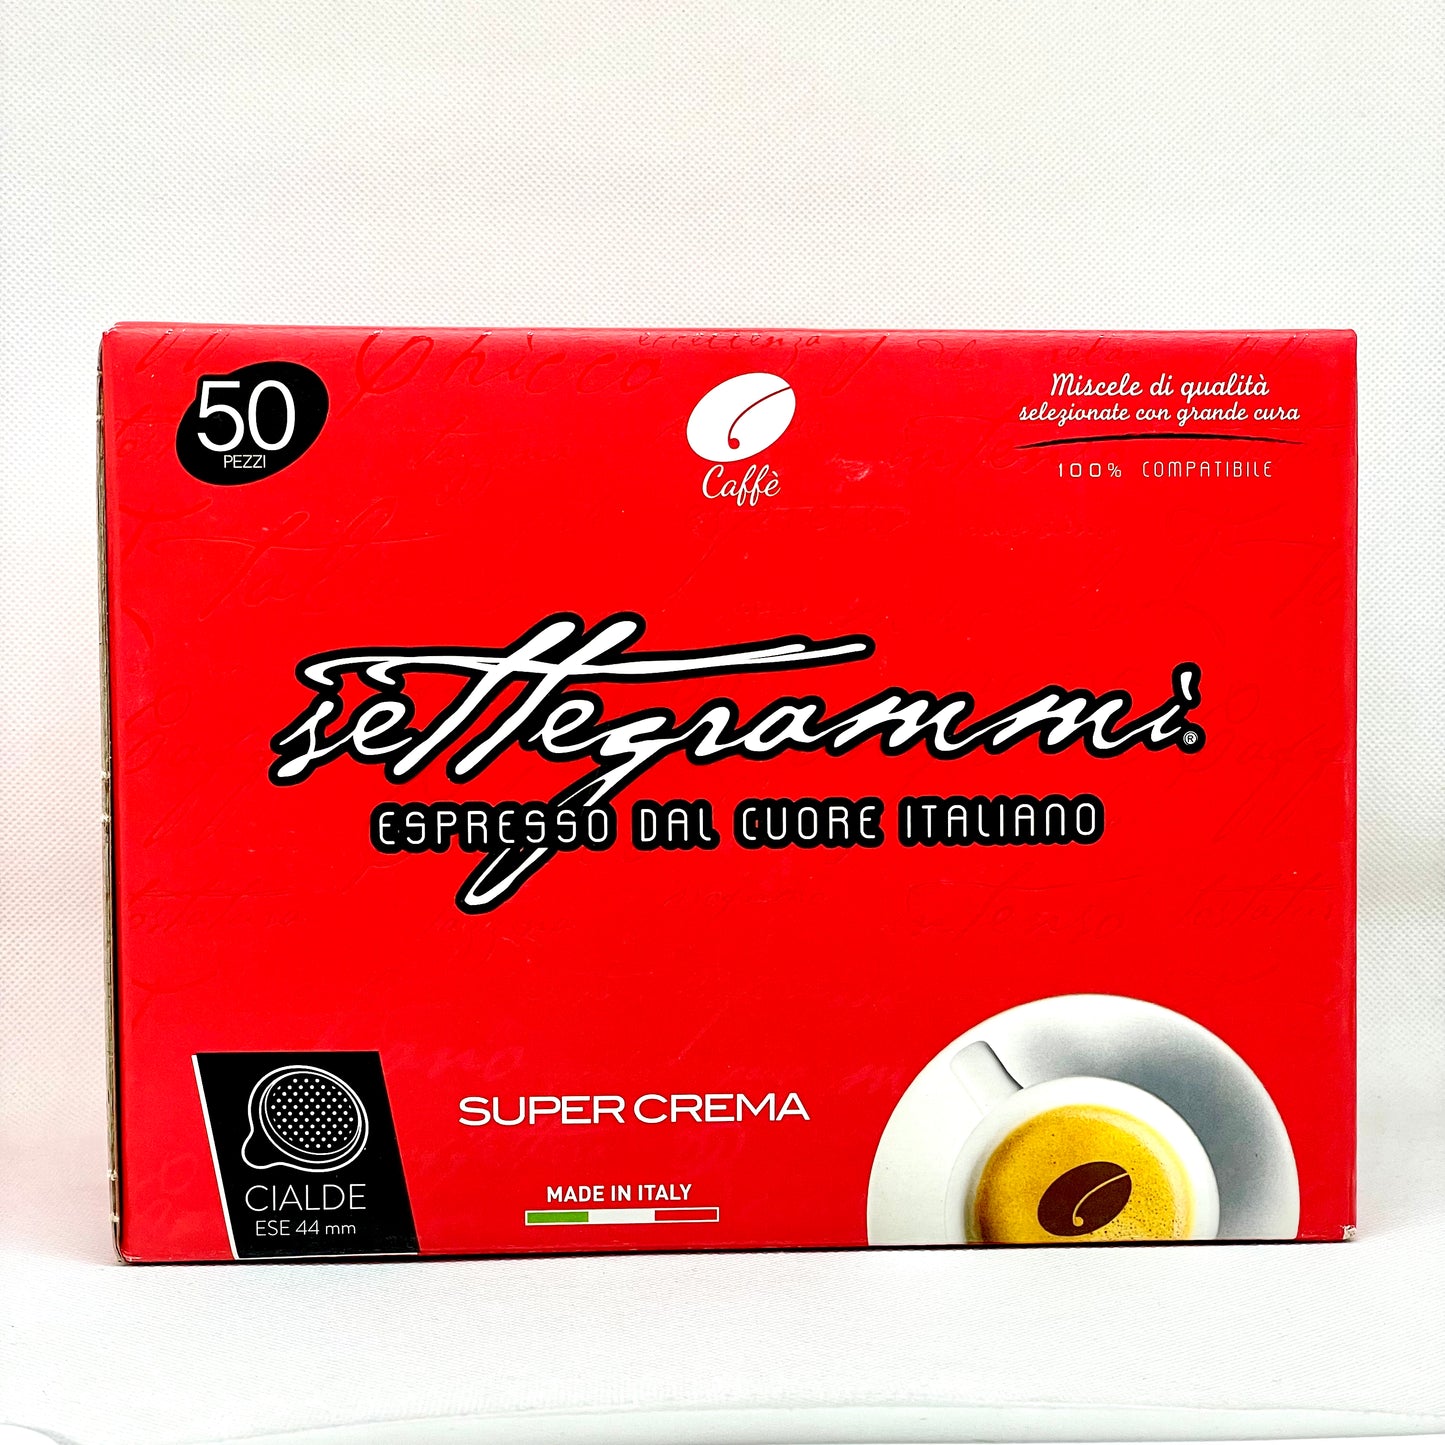 50
PEZZI
Caffè
Miscele di qualità
selezionate con grande cura
100% COMPATIBILE
settegrammi®
ESPRESSO DAL CUORE ITALIANO
SUPER CREMA
MADE IN ITALY
CIALDE
ESE 44 mm